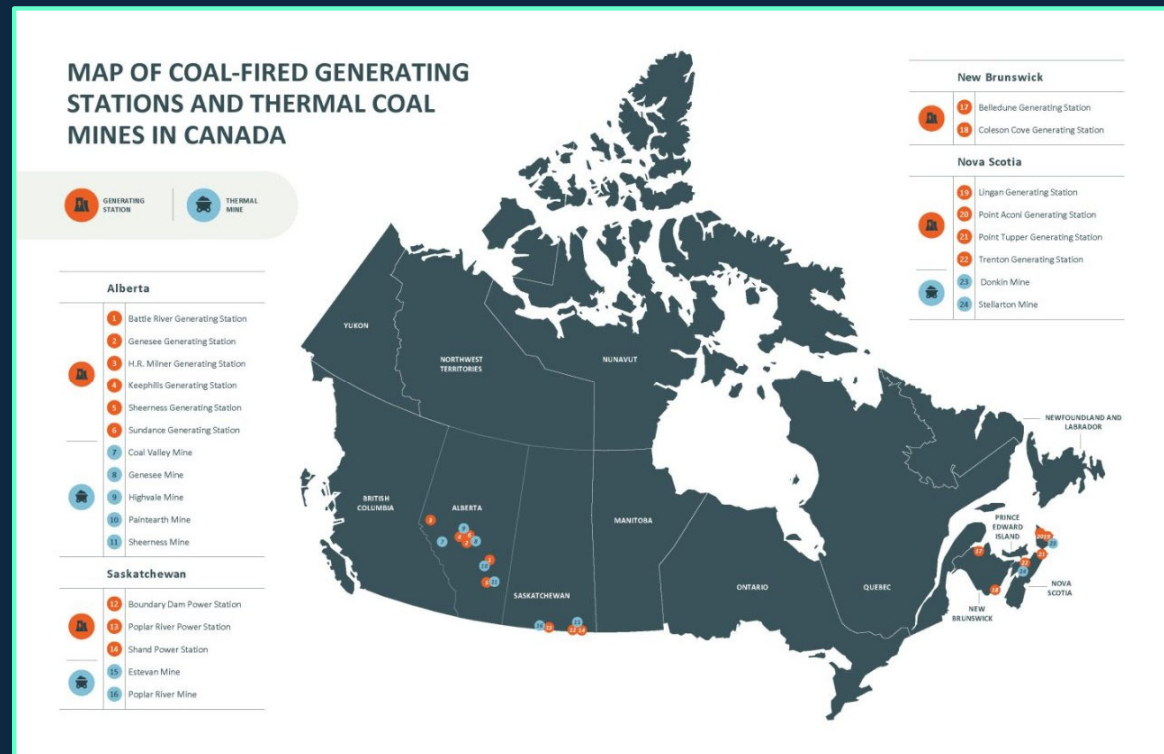 MAP OF COAL-FIRED GENERATING
STATIONS AND THERMAL COAL
MINES IN CANADA
GENERATING
STATION
THERMAL
MINE
Alberta
1 Battle River Generating Station
2 Genesee Generating Station
3 H.R. Milner Generating Station
4 Keephills Generating Station
5 Sheerness Generating Station
6 Sundance Generating Station
7 Coal Valley Mine
8 Genesee Mine
9 Highvale Mine
10 Paintearth Mine
11 Sheerness Mine
Saskatchewan
12 Boundary Dam Power Station
13 Poplar River Power Station
14 Shand Power Station
15 Estevan Mine
16 Poplar River Mine
New Brunswick
17 Belledune Generating Station
18 Coleson Cove Generating Station
Nova Scotia
19 Lingan Generating Station
20 Point Aconi Generating Station
21 Point Tupper Generating Station
22 Trenton Generating Station
23 Donkin Mine
24 Stellarton Mine
YUKON
NORTHWEST
TERRITORIES
NUNAVUT
NEWFOUNDLAND AND
LABRADOR
BRITISH
COLUMBIA
ALBERTA
SASKATCHEWAN
MANITOBA
ONTARIO
QUEBEC
PRINCE
EDWARD
ISLAND
NOVA
SCOTIA
NEW
BRUNSWICK
3
7
8
16
17
18
21